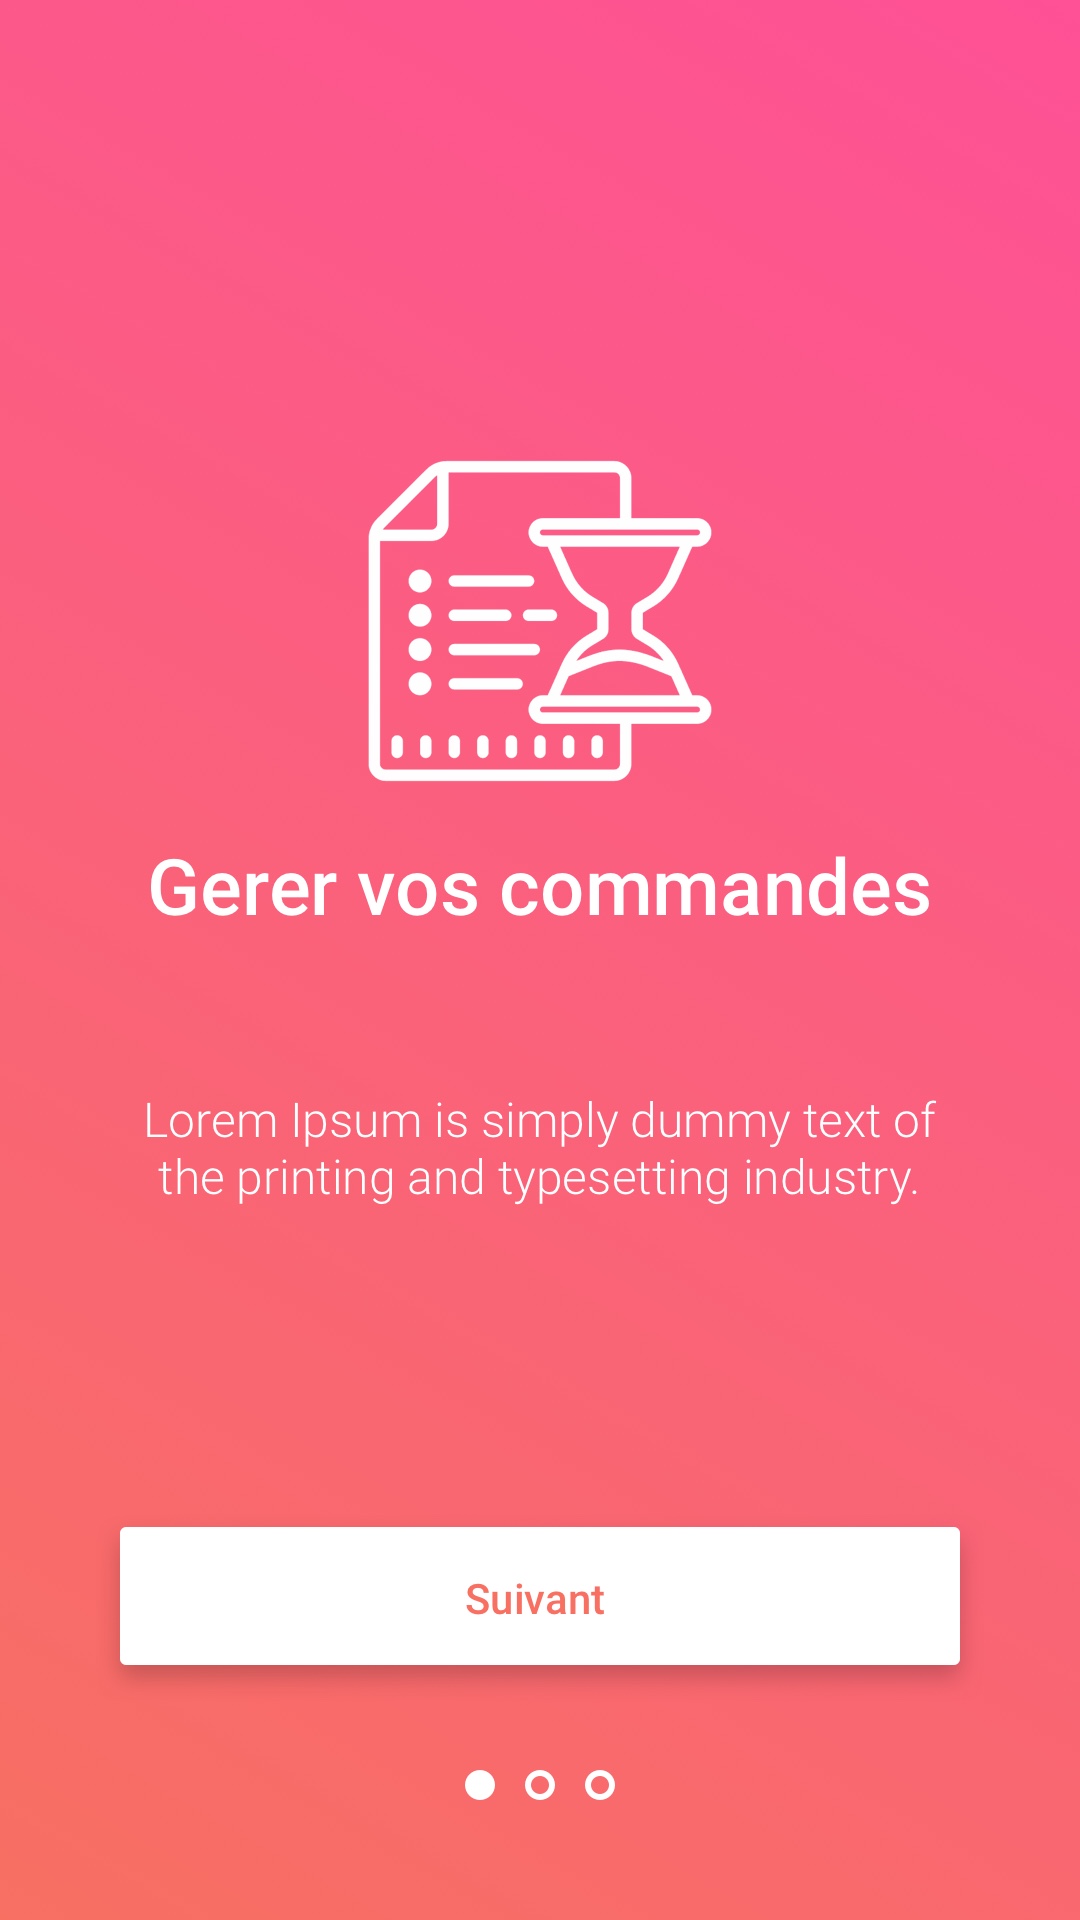 Gerer vos commandes
Lorem Ipsum is simply dummy text of
the printing and typesetting industry.
Suivant